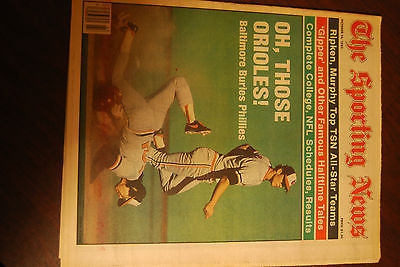 The Sporting News
Ripken, Murphy Top TSN All-Star Teams
'Gipper' and Other Famous Halftime Tales
Complete College, NFL Schedules, Results
OH, THOSE
ORIOLES!
Baltimore Buries Phillies